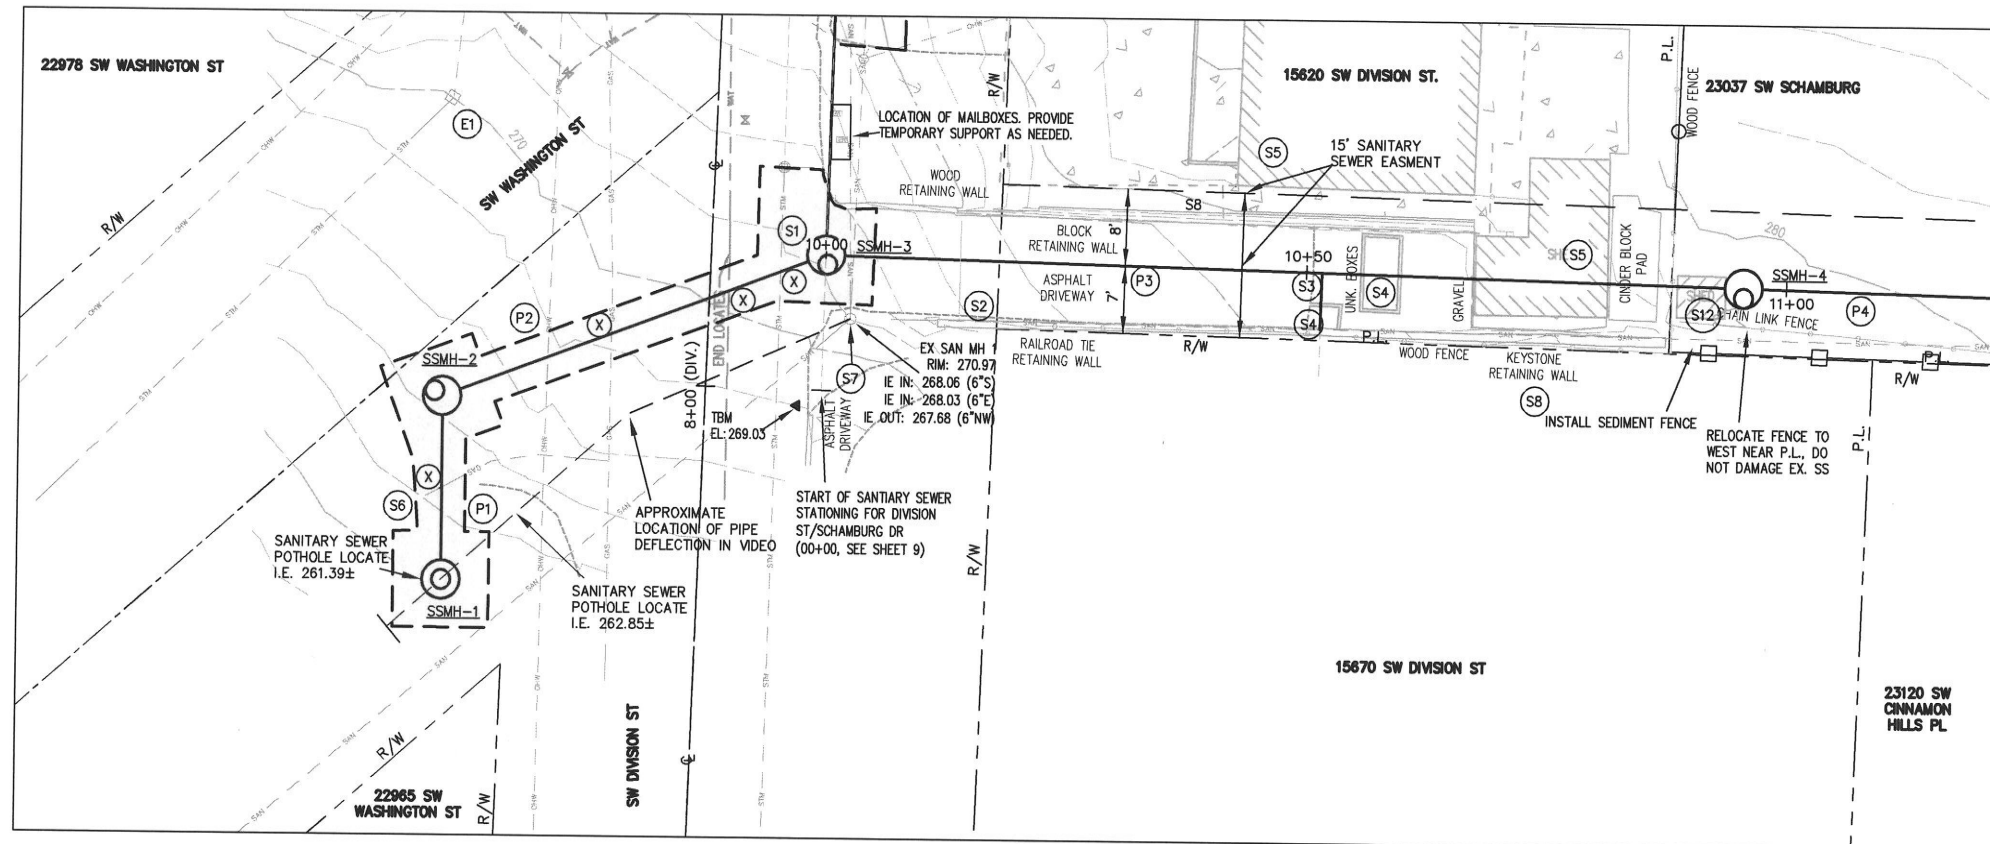 22978 SW WASHINGTON ST
R/W
E1
270
SW WASHINGTON ST
WAT
LOCATION OF MAILBOXES. PROVIDE
TEMPORARY SUPPORT AS NEEDED.
R/W
WOOD
RETAINING WALL
15620 SW DIVISION ST.
S5
15' SANITARY
SEWER EASMENT
P.L.
WOOD FENCE
23037 SW SCHAMBURG
280
S1
10+00
SSMH-3
S8
BLOCK
RETAINING WALL
8'
ASPHALT
DRIVEWAY
7'
P3
10+50
S3
S4
UNK. BOXES
S4
GRAVEL
S5
CINDER BLOCK
PAD
SHED
SSMH-4
11+00
S12
CHAIN LINK FENCE
P4
P2
X
X
X
END LOCATE
S2
SSMH-2
8+00 (DIV.)
EX SAN MH 1
RIM: 270.97
IE IN: 268.06 (6"S)
IE IN: 268.03 (6"E)
IE OUT: 267.68 (6"NW)
S7
RAILROAD TIE
RETAINING WALL
R/W
P.L.
WOOD FENCE
KEYSTONE
RETAINING WALL
S8
INSTALL SEDIMENT FENCE
RELOCATE FENCE TO
WEST NEAR P.L., DO
NOT DAMAGE EX. SS
P.L.
R/W
TBM
EL: 269.03
ASPHALT
DRIVEWAY
X
S6
P1
SANITARY SEWER
POTHOLE LOCATE
I.E. 261.39±
SSMH-1
SANITARY SEWER
POTHOLE LOCATE
I.E. 262.85±
APPROXIMATE
LOCATION OF PIPE
DEFLECTION IN VIDEO
START OF SANTIARY SEWER
STATIONING FOR DIVISION
ST/SCHAMBURG DR
(00+00, SEE SHEET 9)
R/W
15670 SW DIVISION ST
23120 SW
CINNAMON
HILLS PL
SW DIVISION ST
R/W
22965 SW
WASHINGTON ST
R/W